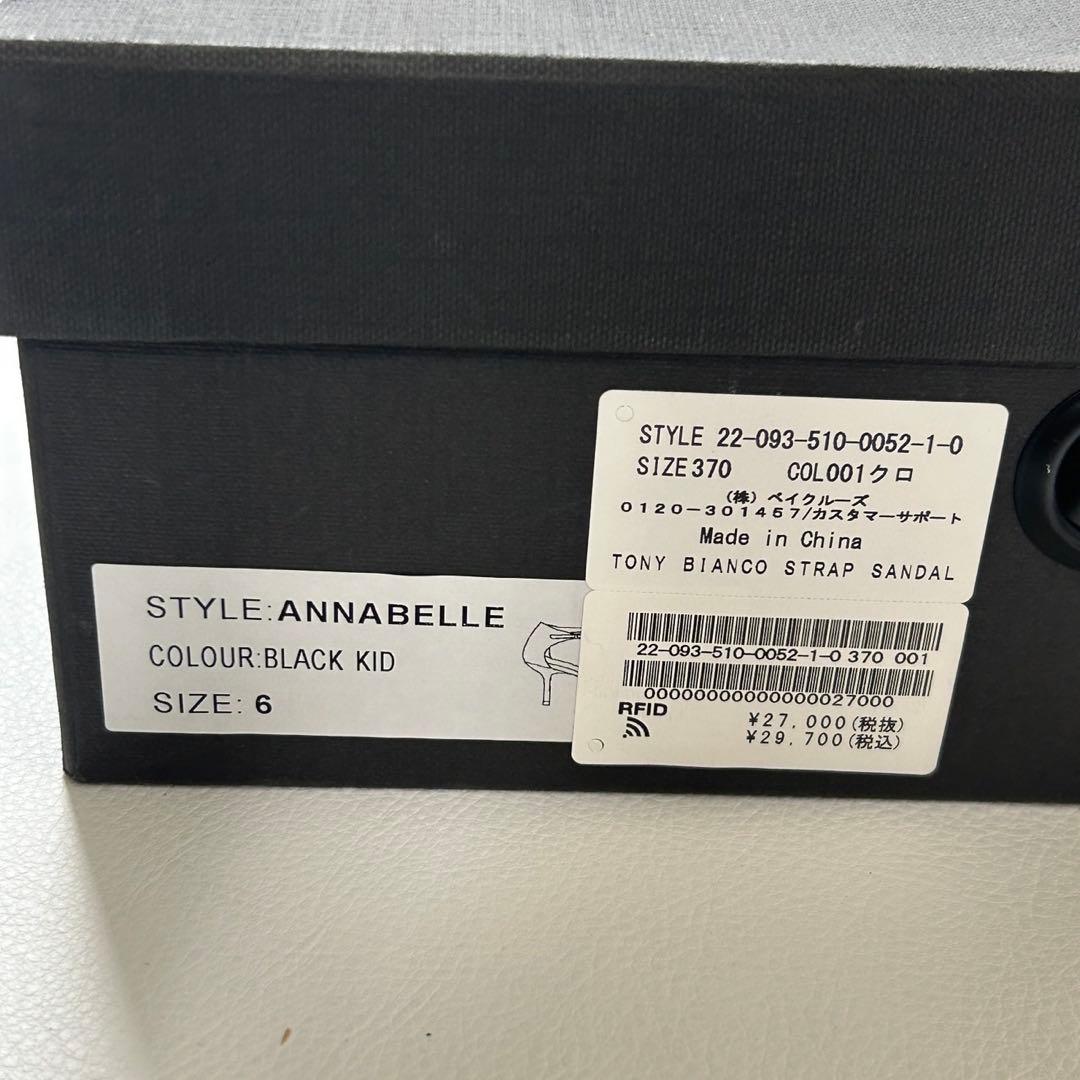 STYLE 22-093-510-0052-1-0
SIZE370 COL001クロ
(株) ベイクルーズ
0120-301457/カスタマーサポート
Made in China
TONY BIANCO STRAP SANDAL
STYLE:ANNABELLE
COLOUR:BLACK KID
SIZE: 6
22-093-510-0052-1-0 370 001
00000000000000027000
RFID
¥27,000(税抜)
¥29,700(税込)